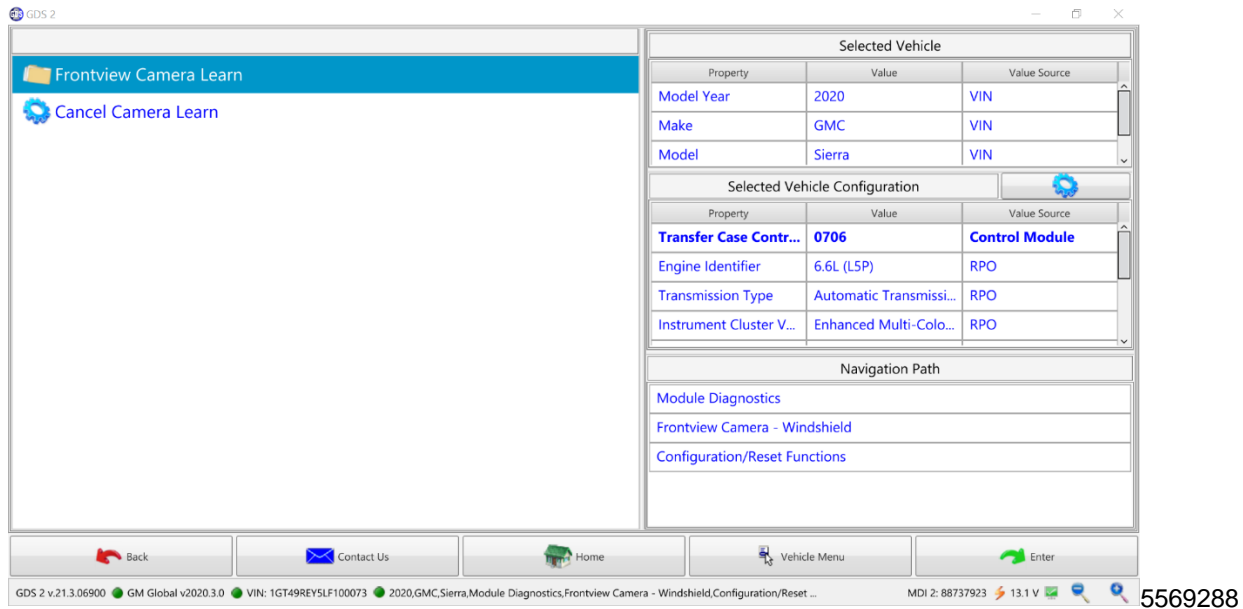 GDS 2
Frontview Camera Learn
Cancel Camera Learn
Selected Vehicle
Property Value Value Source
Model Year 2020 VIN
Make GMC VIN
Model Sierra VIN
Selected Vehicle Configuration
Property Value Value Source
Transfer Case Contr... 0706 Control Module
Engine Identifier 6.6L (L5P) RPO
Transmission Type Automatic Transmissi... RPO
Instrument Cluster V... Enhanced Multi-Colo... RPO
Navigation Path
Module Diagnostics
Frontview Camera - Windshield
Configuration/Reset Functions
Back Contact Us Home Vehicle Menu Enter
GDS 2 v.21.3.06900 GM Global v2020.3.0 VIN: 1GT49REY5LF100073 2020,GMC,Sierra,Module Diagnostics,Frontview Camera - Windshield,Configuration/Reset ... MDI 2: 88737923 13.1 V
5569288